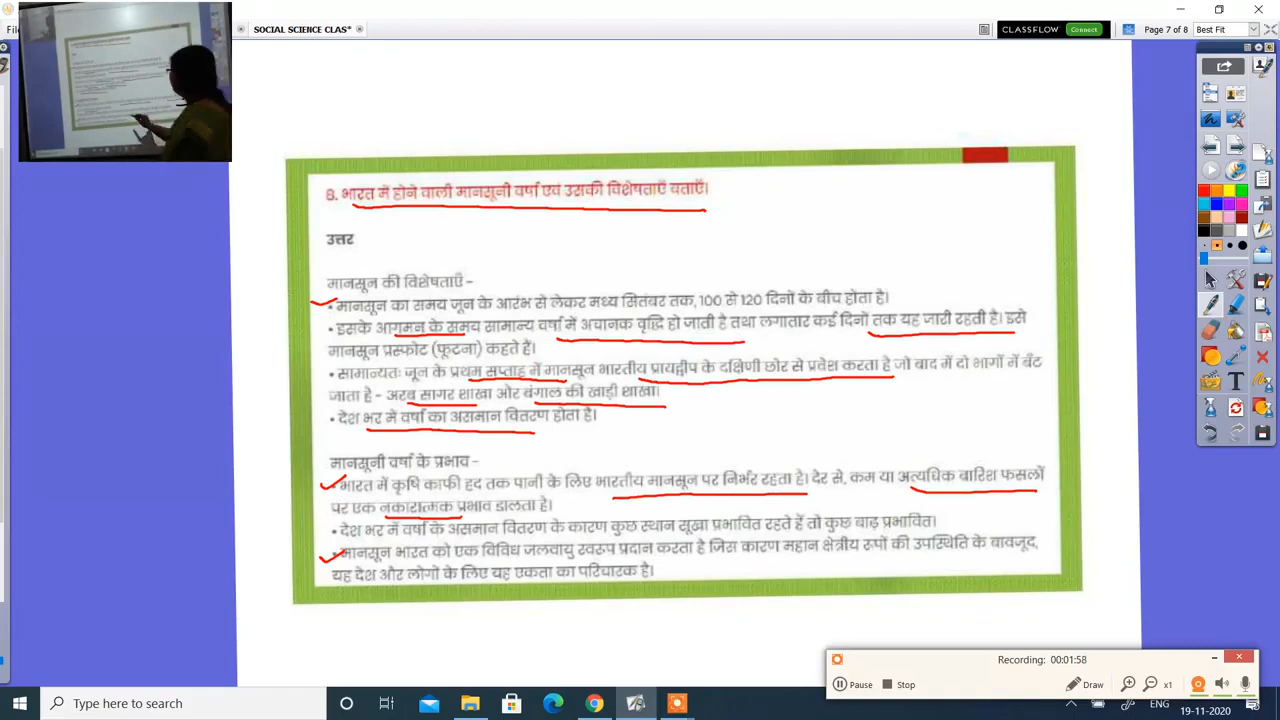 SOCIAL SCIENCE CLAS*
CLASSFLOW Connect
Page 7 of 8
Best Fit
8. भारत में होने वाली मानसूनी वर्षा एवं उसकी विशेषताएँ बताएँ।
उत्तर
मानसून की विशेषताएँ -
• मानसून का समय जून के आरंभ से लेकर मध्य सितंबर तक, 100 से 120 दिनों के बीच होता है।
• इसके आगमन के समय सामान्य वर्षा में अचानक वृद्धि हो जाती है तथा लगातार कई दिनों तक यह जारी रहती है। इसे
मानसून प्रस्फोट (फूटना) कहते हैं।
• सामान्यतः जून के प्रथम सप्ताह में मानसून भारतीय प्रायद्वीप के दक्षिणी छोर से प्रवेश करता है जो बाद में दो भागों में बँट
जाता है - अरब सागर शाखा और बंगाल की खाड़ी शाखा।
• देश भर में वर्षा का असमान वितरण होता है।
मानसूनी वर्षा के प्रभाव -
• भारत में कृषि काफी हद तक पानी के लिए भारतीय मानसून पर निर्भर रहता है। देर से, कम या अत्यधिक बारिश फसलों
पर एक नकारात्मक प्रभाव डालता है।
• देश भर में वर्षा के असमान वितरण के कारण कुछ स्थान सूखा प्रभावित रहते हैं तो कुछ बाढ़ प्रभावित।
• मानसून भारत को एक विविध जलवायु स्वरूप प्रदान करता है जिस कारण महान क्षेत्रीय रूपों की उपस्थिति के बावजूद,
यह देश और लोगों के लिए यह एकता का परिचारक है।
Recording: 00:01:58
Pause
Stop
Draw
x1
Type here to search
ENG
19-11-2020